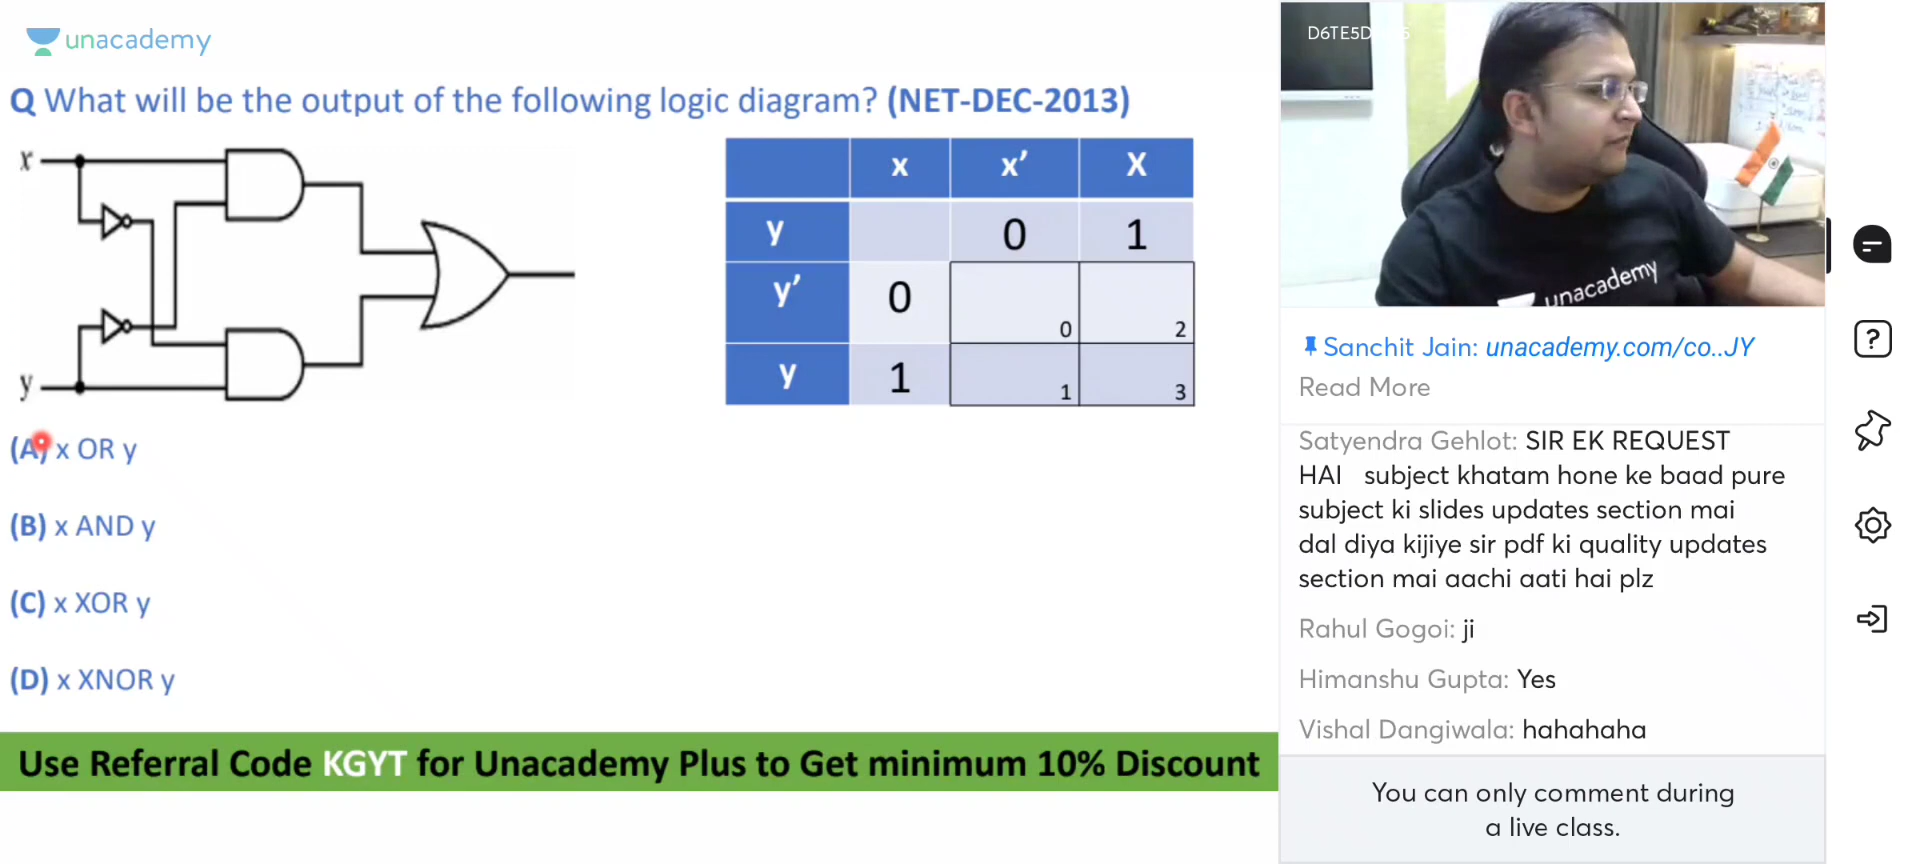 unacademy
Q What will be the output of the following logic diagram? (NET-DEC-2013)
x
y
x x′ X
y 0 1
y′ 0 0 2
y 1 1 3
(A) x OR y
(B) x AND y
(C) x XOR y
(D) x XNOR y
Use Referral Code KGYT for Unacademy Plus to Get minimum 10% Discount
unacademy
Sanchit Jain: unacademy.com/co..JY
Read More
Satyendra Gehlot: SIR EK REQUEST
HAI subject khatam hone ke baad pure
subject ki slides updates section mai
dal diya kijiye sir pdf ki quality updates
section mai aachi aati hai plz
Rahul Gogoi: ji
Himanshu Gupta: Yes
Vishal Dangiwala: hahahaha
You can only comment during
a live class.
?